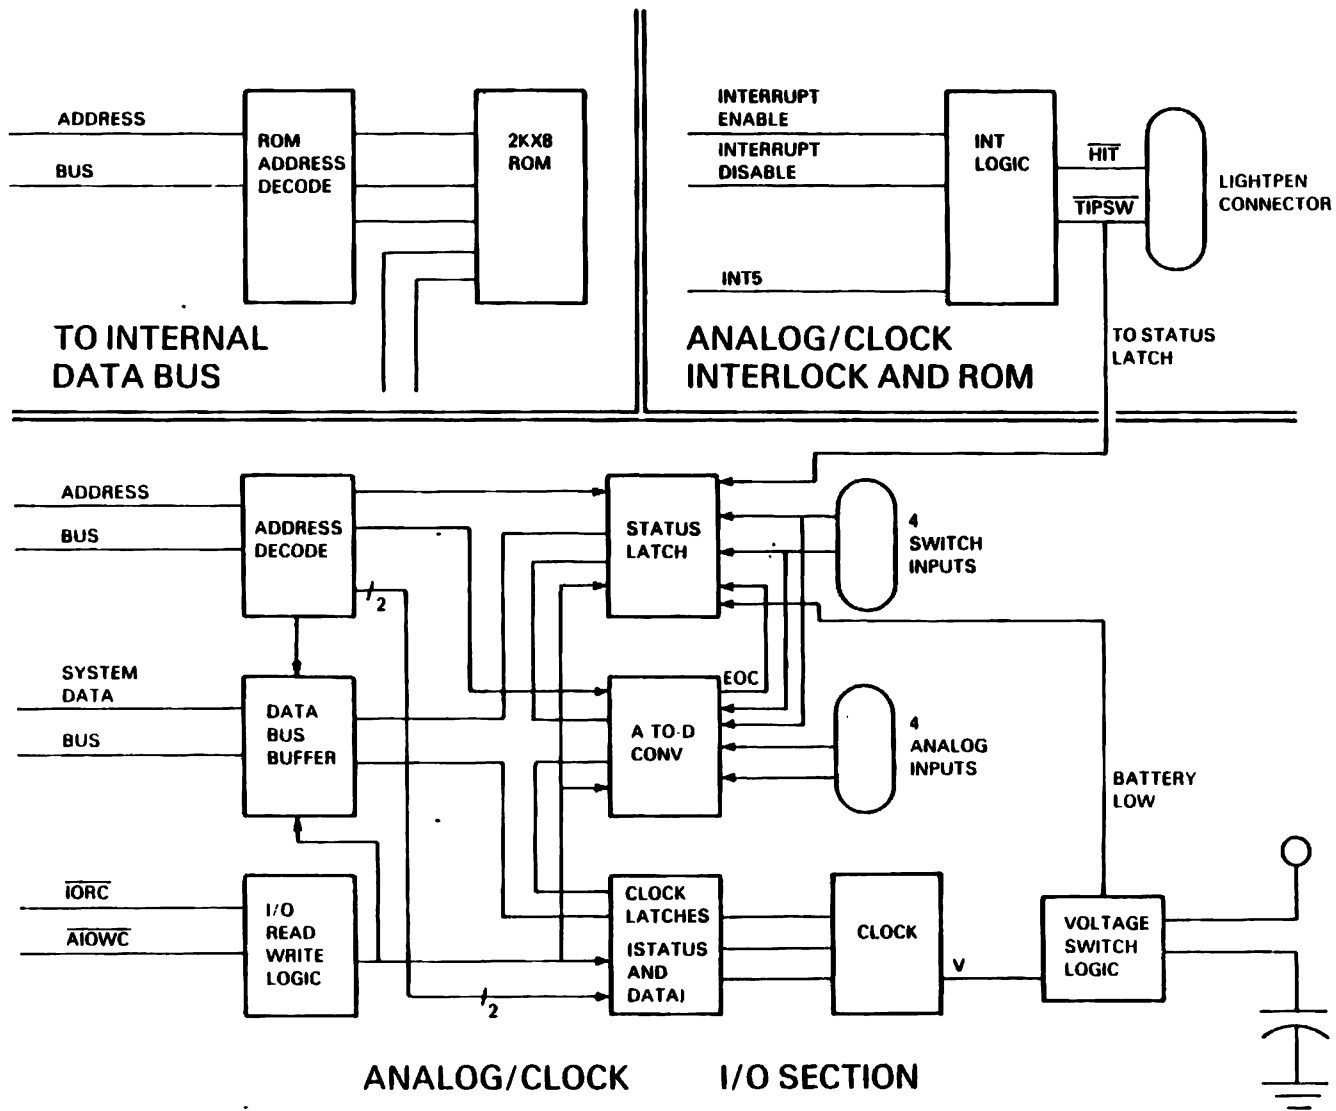 ADDRESS
BUS
ROM
ADDRESS
DECODE
2KX8
ROM
TO INTERNAL
DATA BUS
INTERRUPT
ENABLE
INTERRUPT
DISABLE
INT5
INT
LOGIC
HIT
TIPSW
LIGHTPEN
CONNECTOR
TO STATUS
LATCH
ANALOG/CLOCK
INTERLOCK AND ROM
ADDRESS
BUS
ADDRESS
DECODE
2
STATUS
LATCH
4
SWITCH
INPUTS
SYSTEM
DATA
BUS
DATA
BUS
BUFFER
EOC
A TO-D
CONV
4
ANALOG
INPUTS
BATTERY
LOW
IORC
AIOWC
I/O
READ
WRITE
LOGIC
2
CLOCK
LATCHES
ISTATUS
AND
DATAI
CLOCK
V
VOLTAGE
SWITCH
LOGIC
ANALOG/CLOCK I/O SECTION